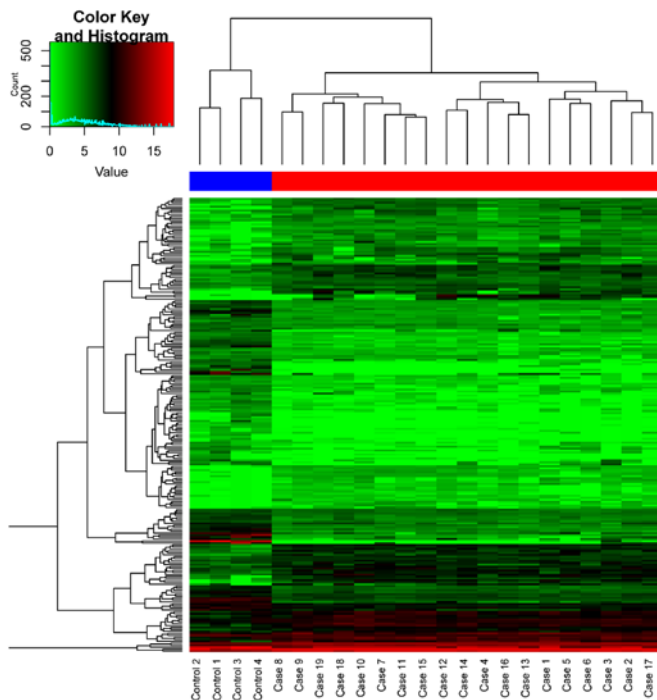 Color Key
and Histogram
Count
0 200 500
0 5 10 15
Value
Control 2
Control 1
Control 3
Control 4
Case 8
Case 9
Case 19
Case 18
Case 10
Case 7
Case 11
Case 15
Case 12
Case 14
Case 4
Case 16
Case 13
Case 1
Case 5
Case 6
Case 3
Case 2
Case 17